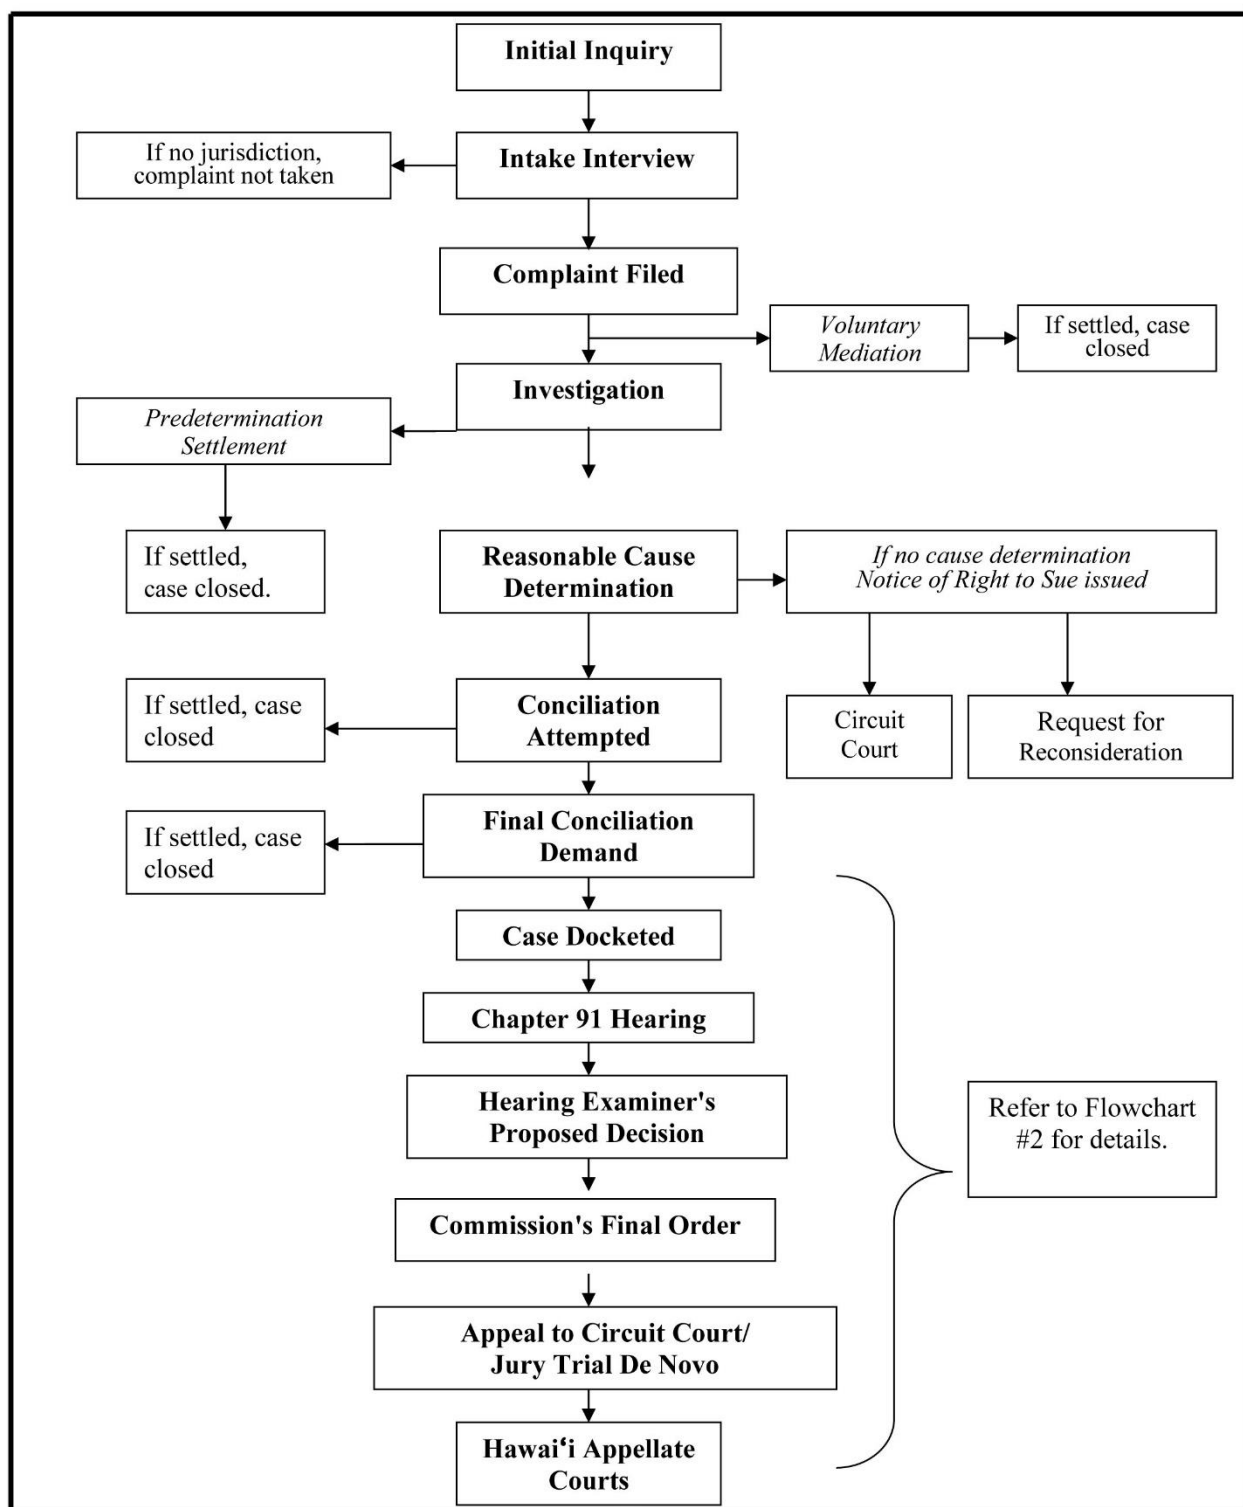 Initial Inquiry
If no jurisdiction,
complaint not taken
Intake Interview
Complaint Filed
Voluntary
Mediation
If settled, case
closed
Investigation
Predetermination
Settlement
If settled,
case closed.
Reasonable Cause
Determination
If no cause determination
Notice of Right to Sue issued
If settled, case
closed
Conciliation
Attempted
Circuit
Court
Request for
Reconsideration
If settled, case
closed
Final Conciliation
Demand
Case Docketed
Chapter 91 Hearing
Hearing Examiner's
Proposed Decision
Refer to Flowchart
#2 for details.
Commission's Final Order
Appeal to Circuit Court/
Jury Trial De Novo
Hawaiʻi Appellate
Courts